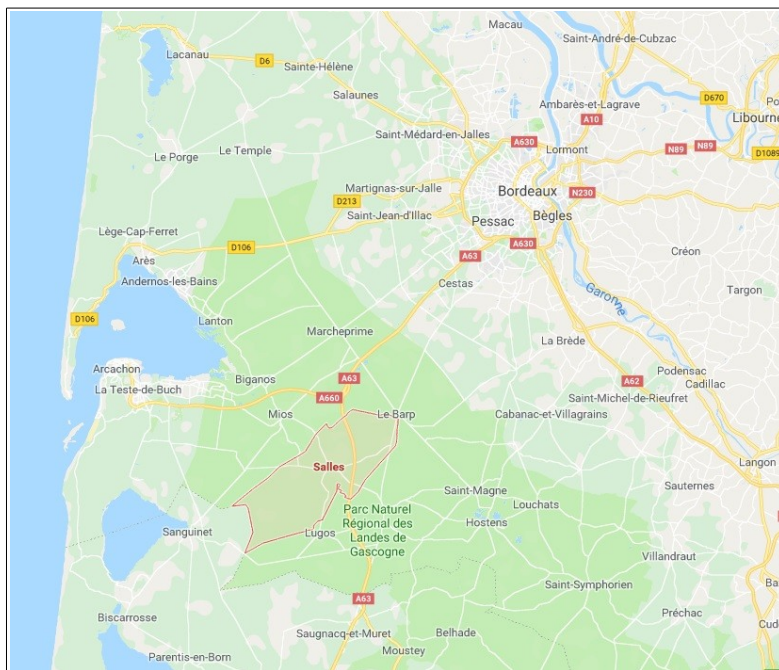 Macau
Saint-André-de-Cubzac
Lacanau
D6
Sainte-Hélène
Salaunes
D670
Ambarès-et-Lagrave
Libourne
A10
Saint-Médard-en-Jalles
A630
Lormont
N89
N89
D1089
Le Porge
Le Temple
Martignas-sur-Jalle
Bordeaux
N230
D213
Saint-Jean-d'Illac
Pessac
Bègles
Lège-Cap-Ferret
D106
A630
Arès
A63
Créon
Andernos-les-Bains
Cestas
Targon
Garonne
D106
Lanton
Marcheprime
La Brède
Podensac
Arcachon
A63
A62
Cadillac
La Teste-de-Buch
Biganos
A660
Saint-Michel-de-Rieufret
Mios
Le Barp
Cabanac-et-Villagrains
Langon
Salles
Sauternes
Saint-Magne
Louchats
Parc Naturel
Régional des
Landes de
Gascogne
Hostens
Sanguinet
Lugos
Villandraut
Saint-Symphorien
A63
Préchac
Biscarrosse
Saugnacq-et-Muret
Belhade
Moustey
Parentis-en-Born